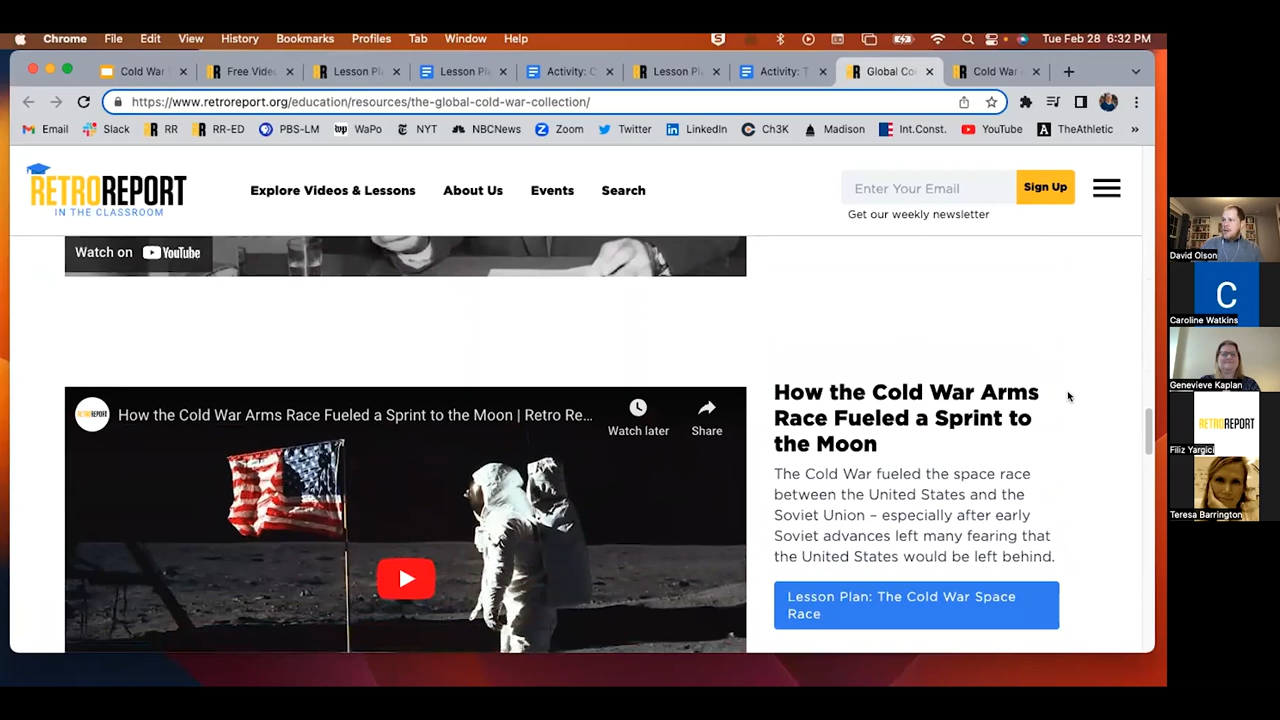 Chrome File Edit View History Bookmarks Profiles Tab Window Help Tue Feb 28 6:32 PM
Cold War Free Vide Lesson Pl Lesson Pl Activity: C Lesson Pl Activity: T Global Co Cold War
https://www.retroreport.org/education/resources/the-global-cold-war-collection/
Email Slack RR RR-ED PBS-LM WaPo NYT NBCNews Zoom Twitter LinkedIn Ch3K Madison Int.Const. YouTube TheAthletic »
RETROREPORT
IN THE CLASSROOM
Explore Videos & Lessons About Us Events Search
Enter Your Email Sign Up
Get our weekly newsletter
Watch on YouTube
How the Cold War Arms Race Fueled a Sprint to the Moon | Retro Re...
Watch later Share
How the Cold War Arms
Race Fueled a Sprint to
the Moon
The Cold War fueled the space race
between the United States and the
Soviet Union – especially after early
Soviet advances left many fearing that
the United States would be left behind.
Lesson Plan: The Cold War Space
Race
David Olson
C
Caroline Watkins
Genevieve Kaplan
RETROREPORT
Filiz Yargici
Teresa Barrington